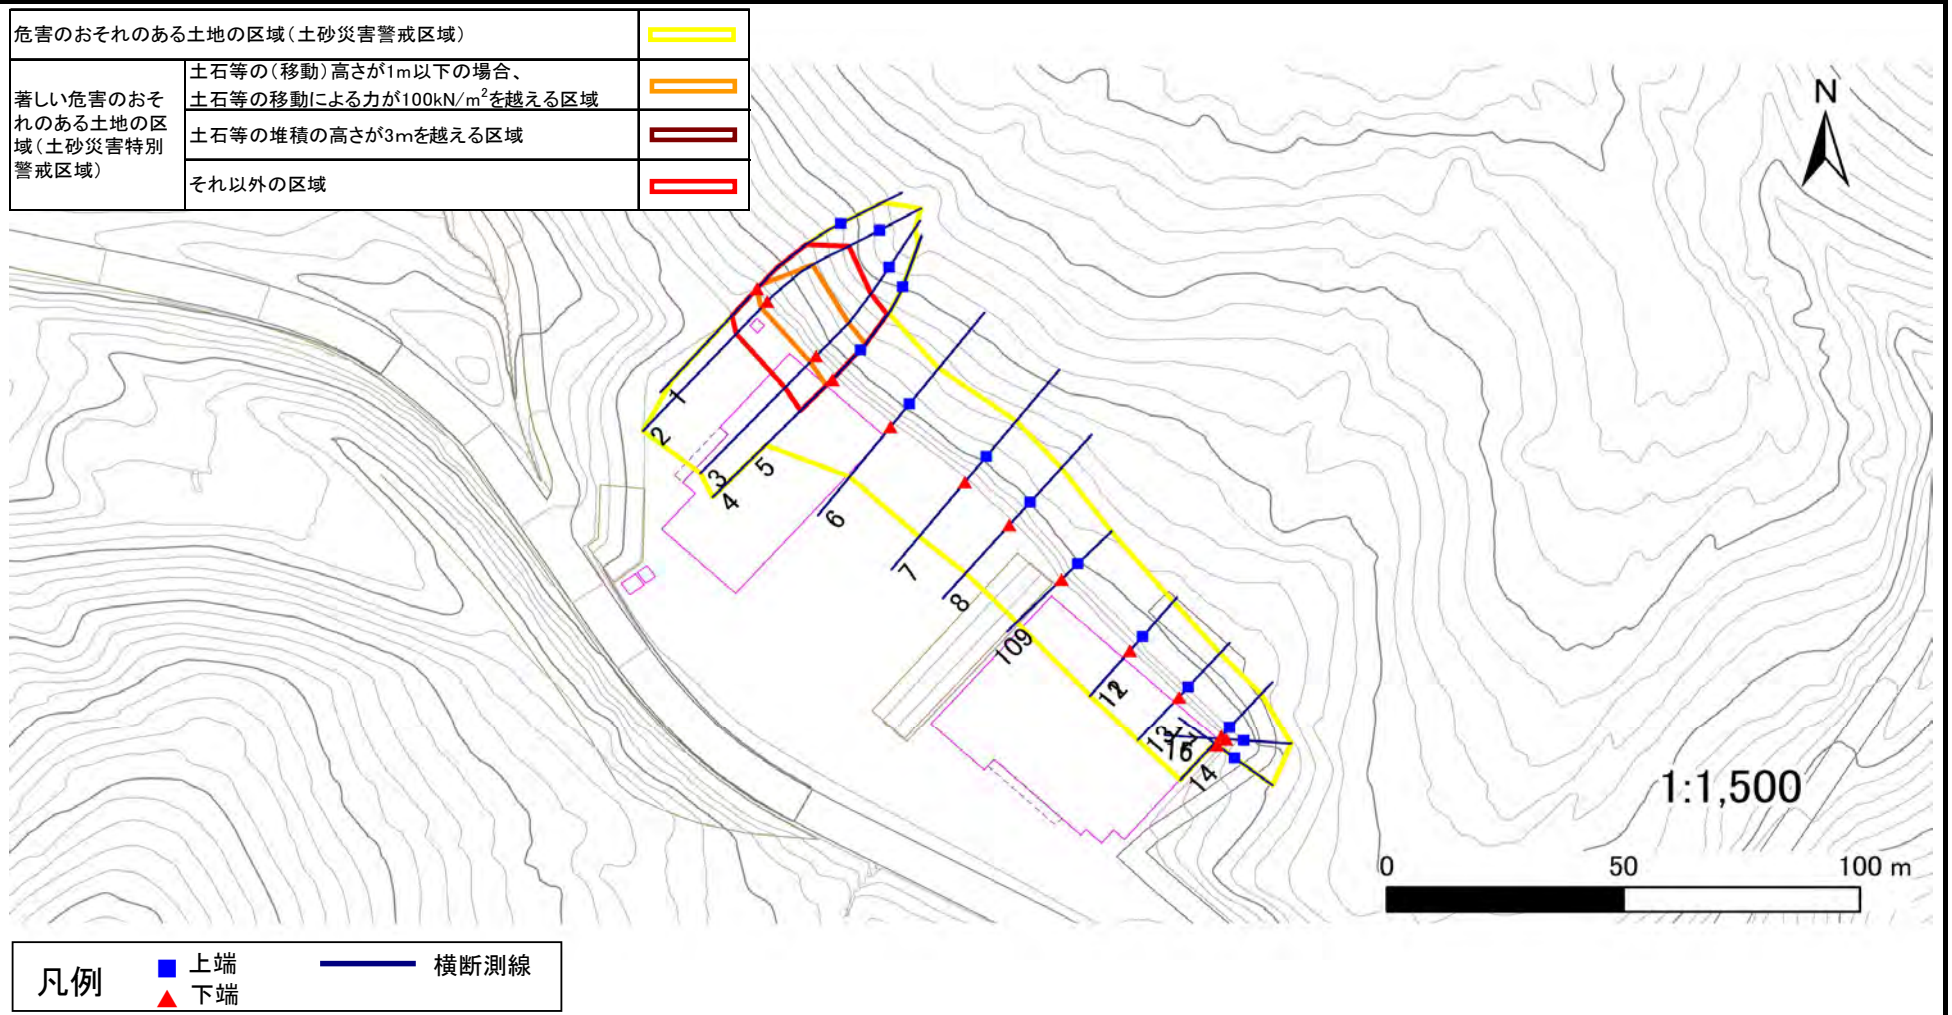 危害のおそれのある土地の区域(土砂災害警戒区域)
著しい危害のおそ
れのある土地の区
域(土砂災害特別
警戒区域)
土石等の(移動)高さが1m以下の場合、
土石等の移動による力が100kN/m²を越える区域
土石等の堆積の高さが3mを越える区域
それ以外の区域
N
1
2
3
4
5
6
7
8
109
12
13
14
1:1,500
0 50 100 m
凡例
上端
下端
横断測線